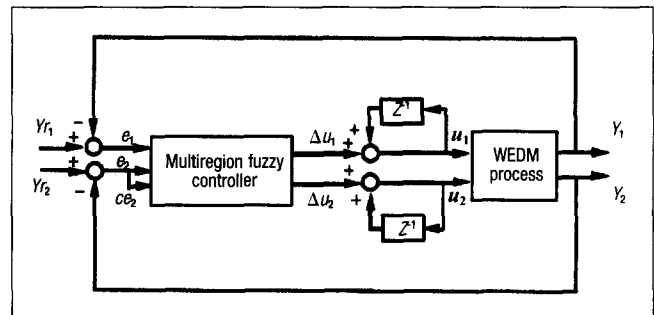 Z⁻¹
− + Yr₁ e₁
+ Yr₂ e₂
− ce₂
Multiregion fuzzy
controller
Δu₁ + + u₁
Δu₂ + + u₂
WEDM
process
Y₁
Y₂
Z⁻¹